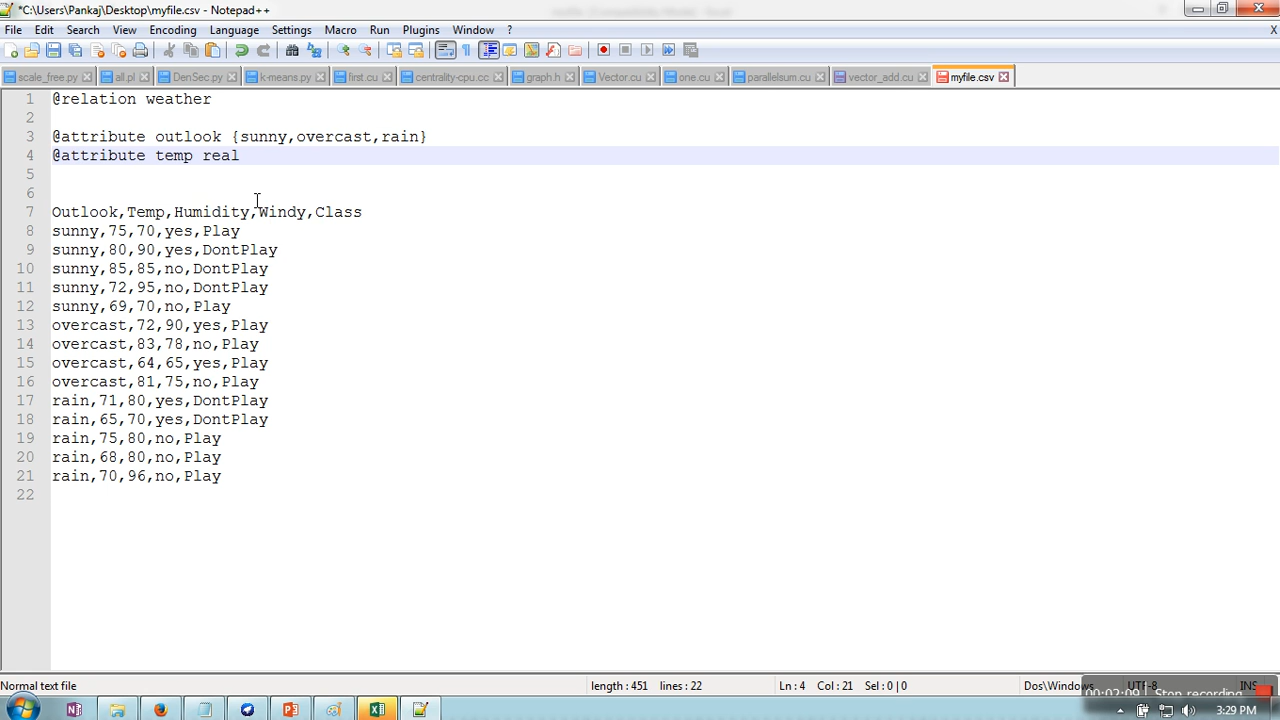 *C:\Users\Pankaj\Desktop\myfile.csv - Notepad++
File Edit Search View Encoding Language Settings Macro Run Plugins Window ? X
scale_free.py all.pl DenSec.py k-means.py first.cu centrality-cpu.cc graph.h Vector.cu one.cu parallelsum.cu vector_add.cu myfile.csv
1 @relation weather
2
3 @attribute outlook {sunny,overcast,rain}
4 @attribute temp real
5
6
7 Outlook,Temp,Humidity,Windy,Class
8 sunny,75,70,yes,Play
9 sunny,80,90,yes,DontPlay
10 sunny,85,85,no,DontPlay
11 sunny,72,95,no,DontPlay
12 sunny,69,70,no,Play
13 overcast,72,90,yes,Play
14 overcast,83,78,no,Play
15 overcast,64,65,yes,Play
16 overcast,81,75,no,Play
17 rain,71,80,yes,DontPlay
18 rain,65,70,yes,DontPlay
19 rain,75,80,no,Play
20 rain,68,80,no,Play
21 rain,70,96,no,Play
22
Normal text file length : 451 lines : 22 Ln : 4 Col : 21 Sel : 0 | 0 Dos\Windows UTF-8 INS
Stop recording
3:29 PM